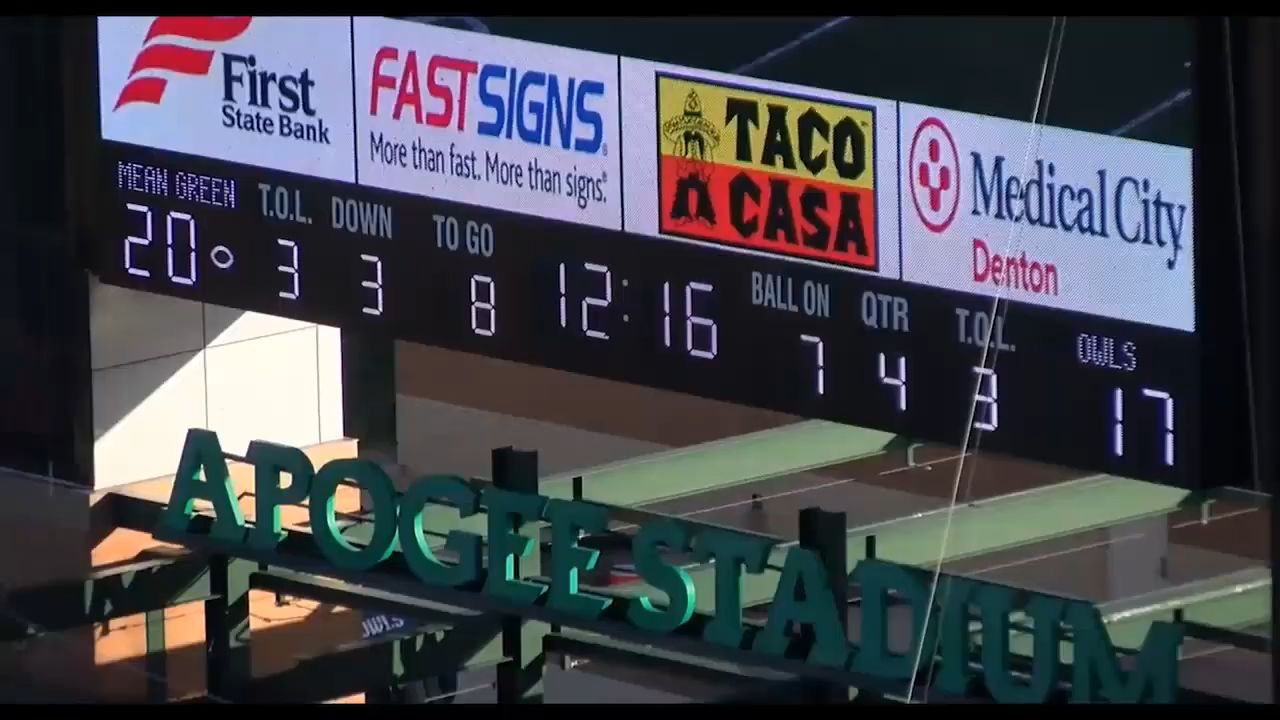 First
State Bank
FASTSIGNS®
More than fast. More than signs.®
TACO
CASA
Medical City
Denton
MEAN GREEN T.O.L. DOWN TO GO BALL ON QTR T.O.L. OWLS
20 3 3 8 12:16 7 4 3 17
APOGEE STADIUM
OWLS